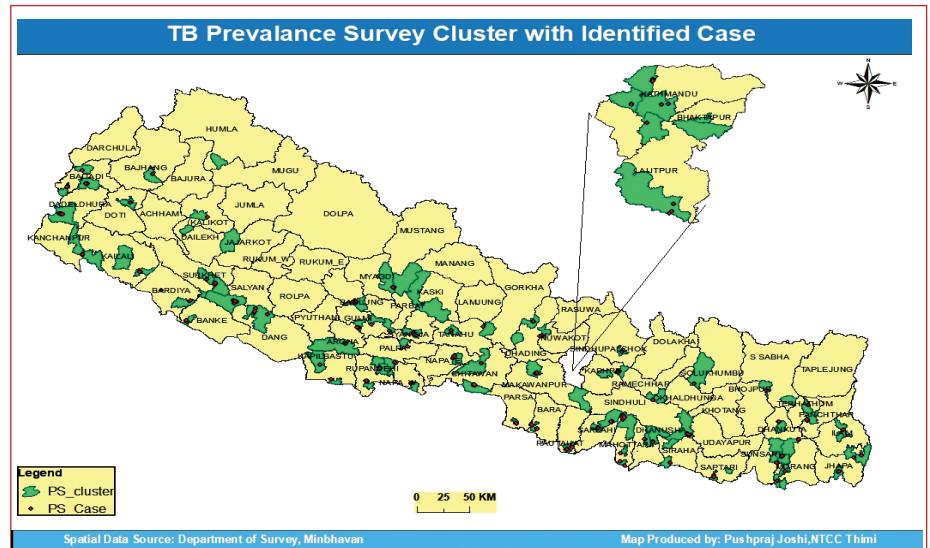 TB Prevalance Survey Cluster with Identified Case
N
W E
S
KATHMANDU
BHAKTAPUR
LALITPUR
HUMLA
DARCHULA
BAJHANG
BAJURA
MUGU
BAITADI
DADELDHURA
DOTI
ACHHAM
JUMLA
KALIKOT
DOLPA
MUSTANG
KANCHANPUR
KAILALI
DAILEKH
JAJARKOT
RUKUM_W
RUKUM_E
MANANG
SURKHET
SALYAN
ROLPA
MYAGDI
KASKI
GORKHA
BARDIYA
BANKE
DANG
PYUTHAN
GULMI
BAGLUNG
PARBAT
LAMJUNG
RASUWA
SYANGJA
TANAHU
NUWAKOT
SINDHUPALCHOK
DOLAKHA
ARGHA
PALPA
DHADING
S SABHA
TAPLEJUNG
KAPILBASTU
RUPANDEHI
NAPA_E
NAPA_W
CHITAWAN
MAKAWANPUR
KABHRE
RAMECHHAP
SOLUKHUMBU
BHOJPUR
PARSA
BARA
SINDHULI
OKHALDHUNGA
KHOTANG
TERHATHUM
PANCHTHAR
RAUTAHAT
SARLAHI
MAHOTTARI
DHANUSHA
SIRAHA
UDAYAPUR
DHANKUTA
ILAM
SAPTARI
SUNSARI
MORANG
JHAPA
Legend
PS_cluster
PS_Case
0 25 50 KM
Spatial Data Source: Department of Survey, Minbhavan
Map Produced by: Pushpraj Joshi,NTCC Thimi